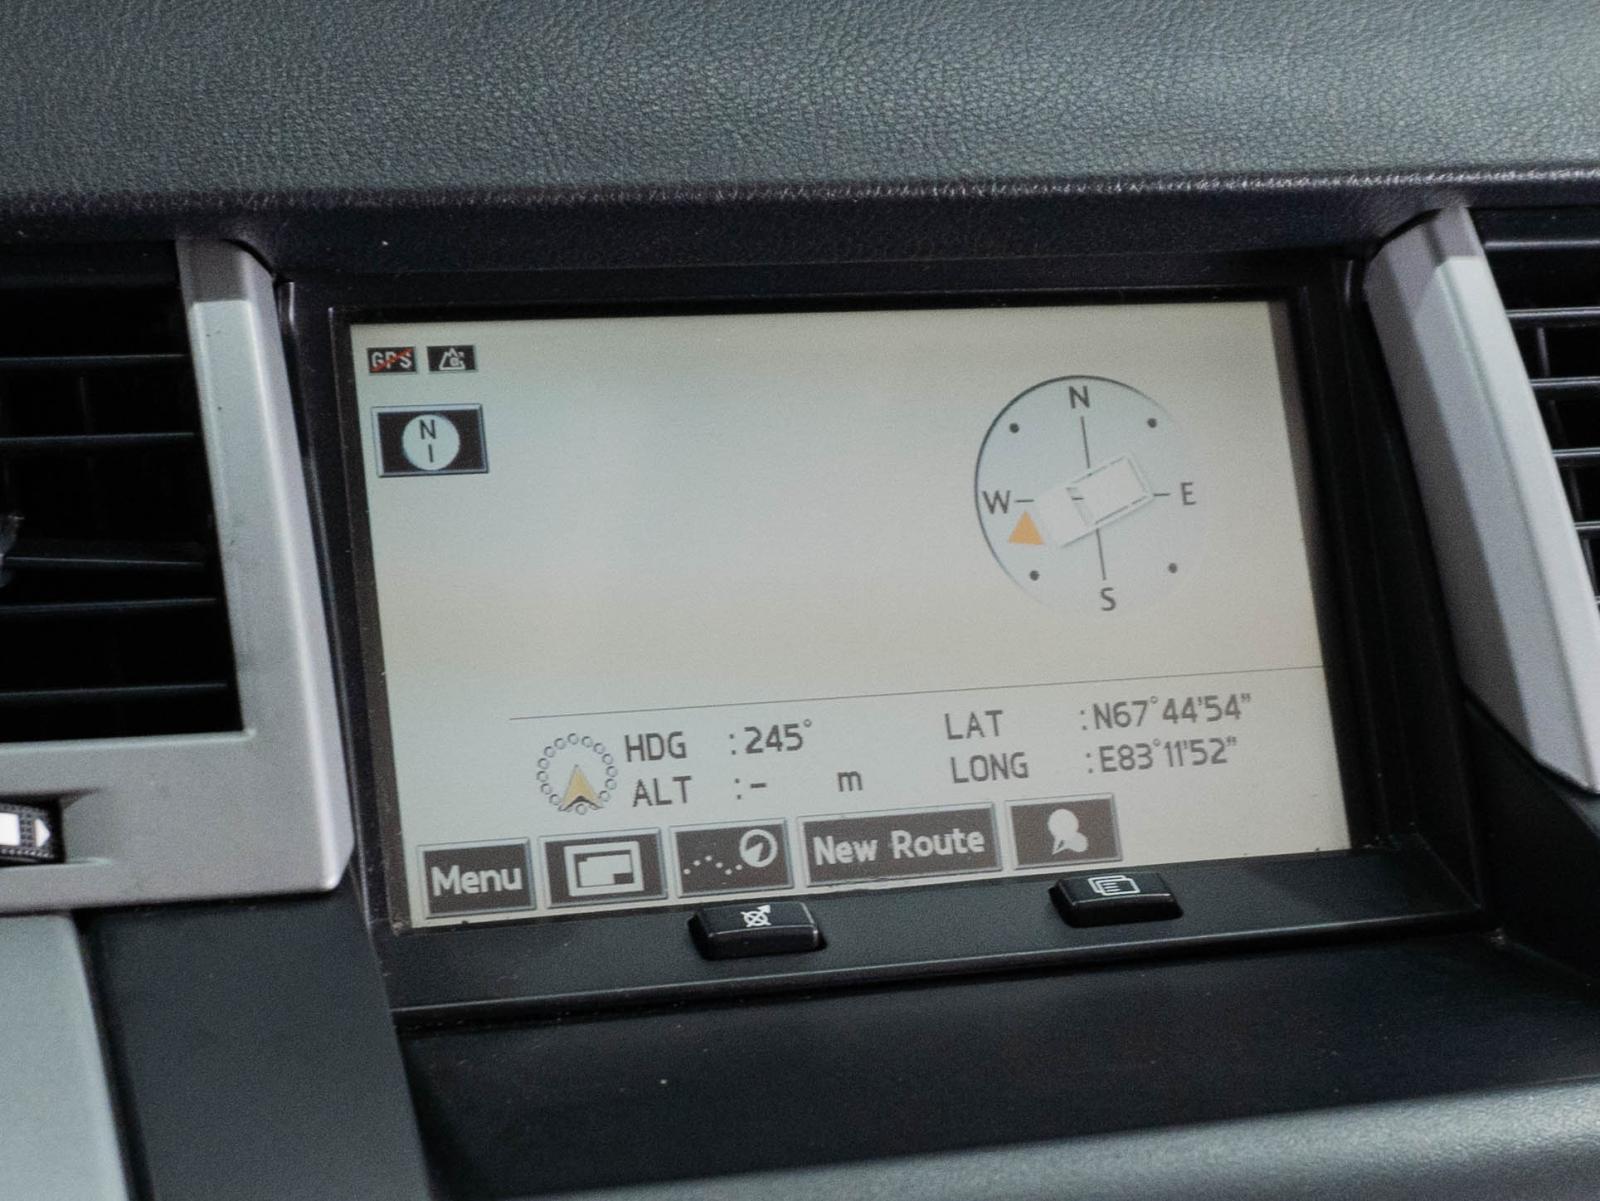 GPS
N
N
W
E
S
HDG :245°
ALT :- m
LAT :N67°44'54"
LONG :E83°11'52"
Menu
New Route